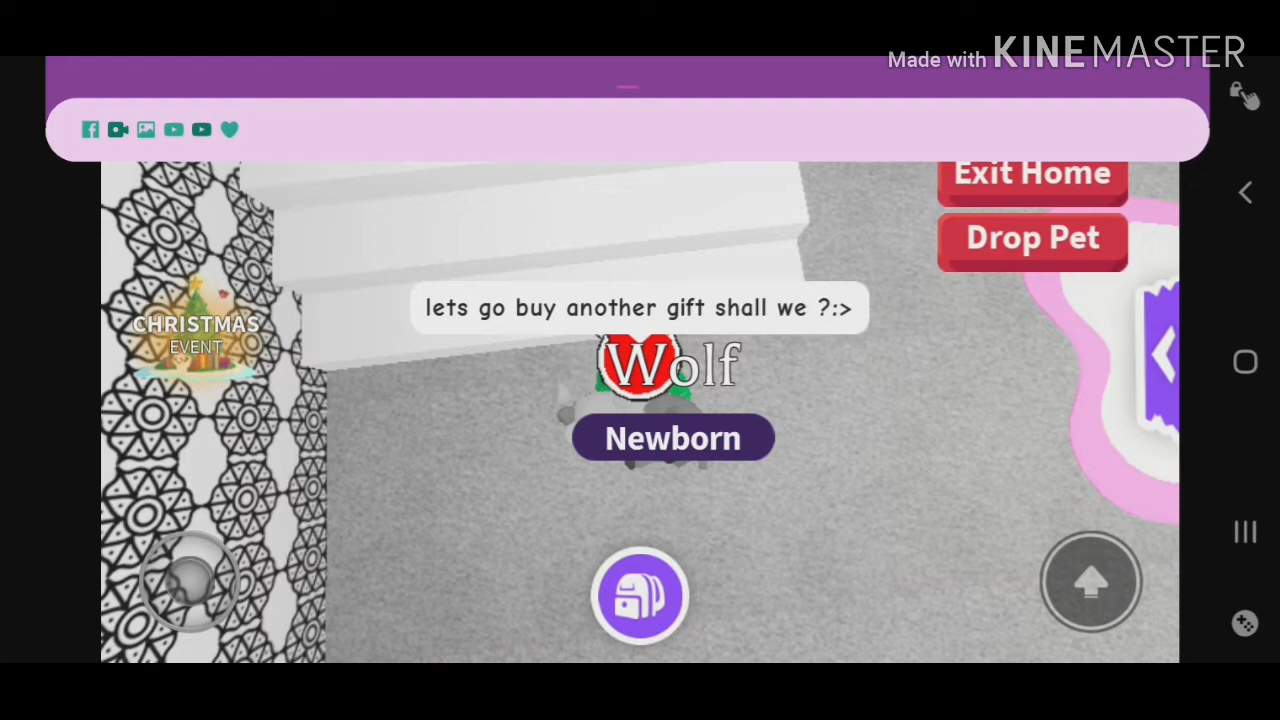 Made with KINEMASTER
Exit Home
Drop Pet
lets go buy another gift shall we ?:>
CHRISTMAS
EVENT
Wolf
Newborn